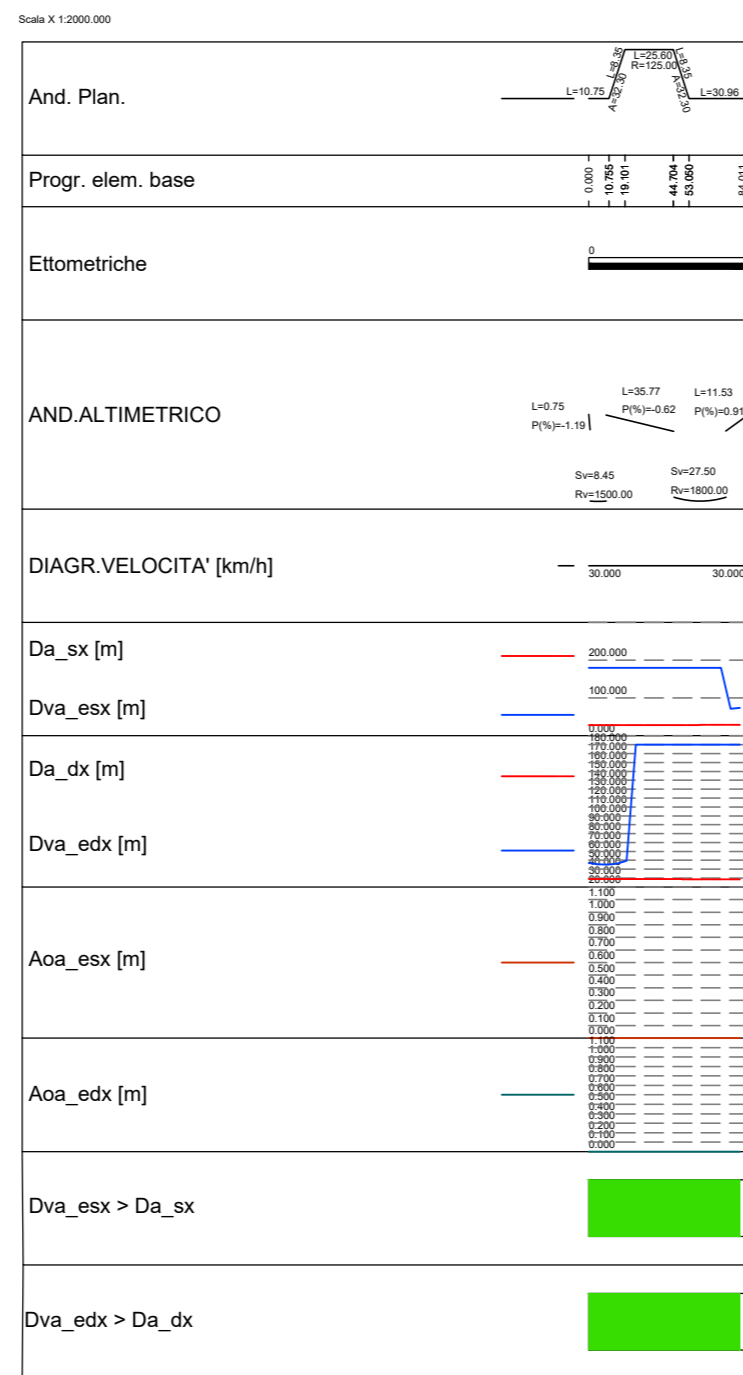 Scala X 1:2000.000
And. Plan.
L=10.75
A=32.30
L=8.35
L=25.60
R=125.00
L=8.35
A=32.30
L=30.96
Progr. elem. base
0.000
10.755
19.101
44.704
53.050
84.011
Ettometriche
0
AND.ALTIMETRICO
L=0.75
P(%)=-1.19
L=35.77
P(%)=-0.62
L=11.53
P(%)=0.91
Sv=8.45
Rv=1500.00
Sv=27.50
Rv=1800.00
DIAGR.VELOCITA' [km/h]
30.000
30.000
Da_sx [m]
Dva_esx [m]
200.000
100.000
0.000
Da_dx [m]
Dva_edx [m]
180.000
170.000
160.000
150.000
140.000
130.000
120.000
110.000
100.000
90.000
80.000
70.000
60.000
50.000
40.000
30.000
20.000
Aoa_esx [m]
1.100
1.000
0.900
0.800
0.700
0.600
0.500
0.400
0.300
0.200
0.100
0.000
Aoa_edx [m]
1.100
1.000
0.900
0.800
0.700
0.600
0.500
0.400
0.300
0.200
0.100
0.000
Dva_esx > Da_sx
Dva_edx > Da_dx